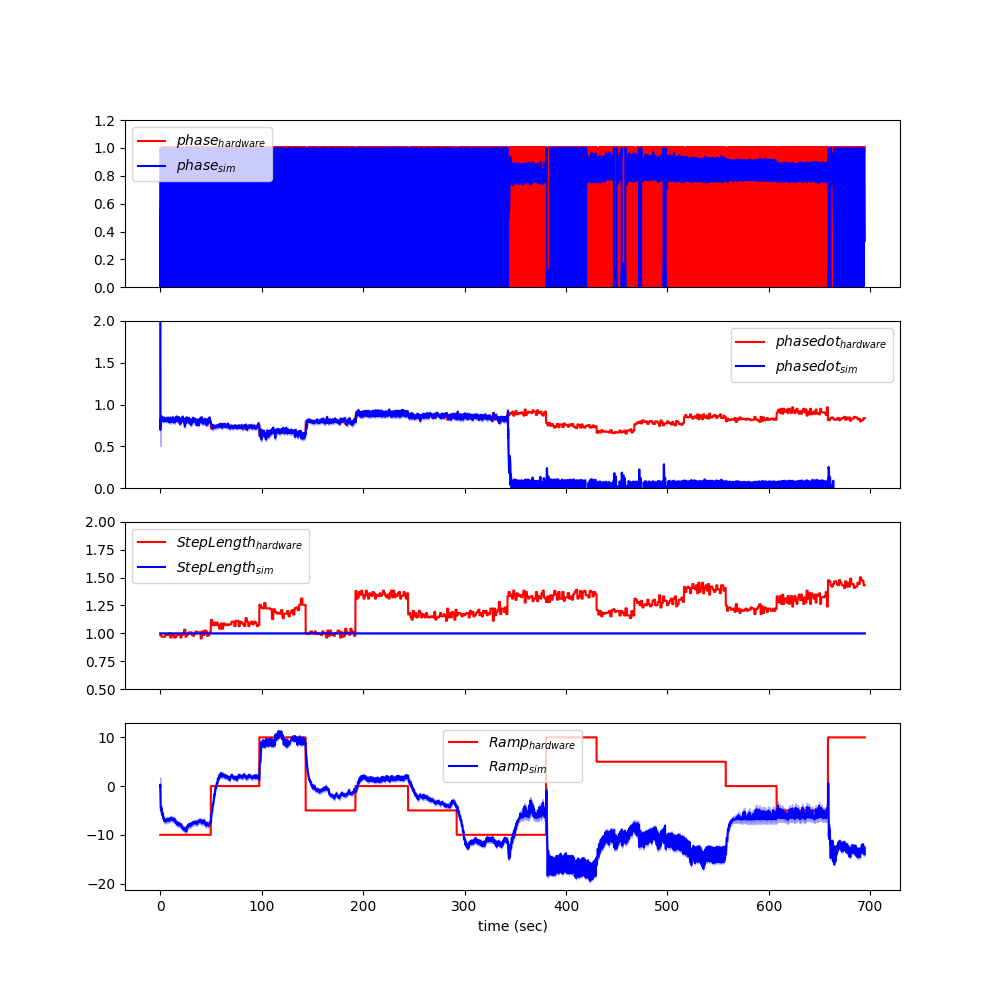 1.2
1.0
0.8
0.6
0.4
0.2
0.0
phase_hardware
phase_sim
2.0
1.5
1.0
0.5
0.0
phasedot_hardware
phasedot_sim
2.00
1.75
1.50
1.25
1.00
0.75
0.50
StepLength_hardware
StepLength_sim
10
0
−10
−20
Ramp_hardware
Ramp_sim
0 100 200 300 400 500 600 700
time (sec)